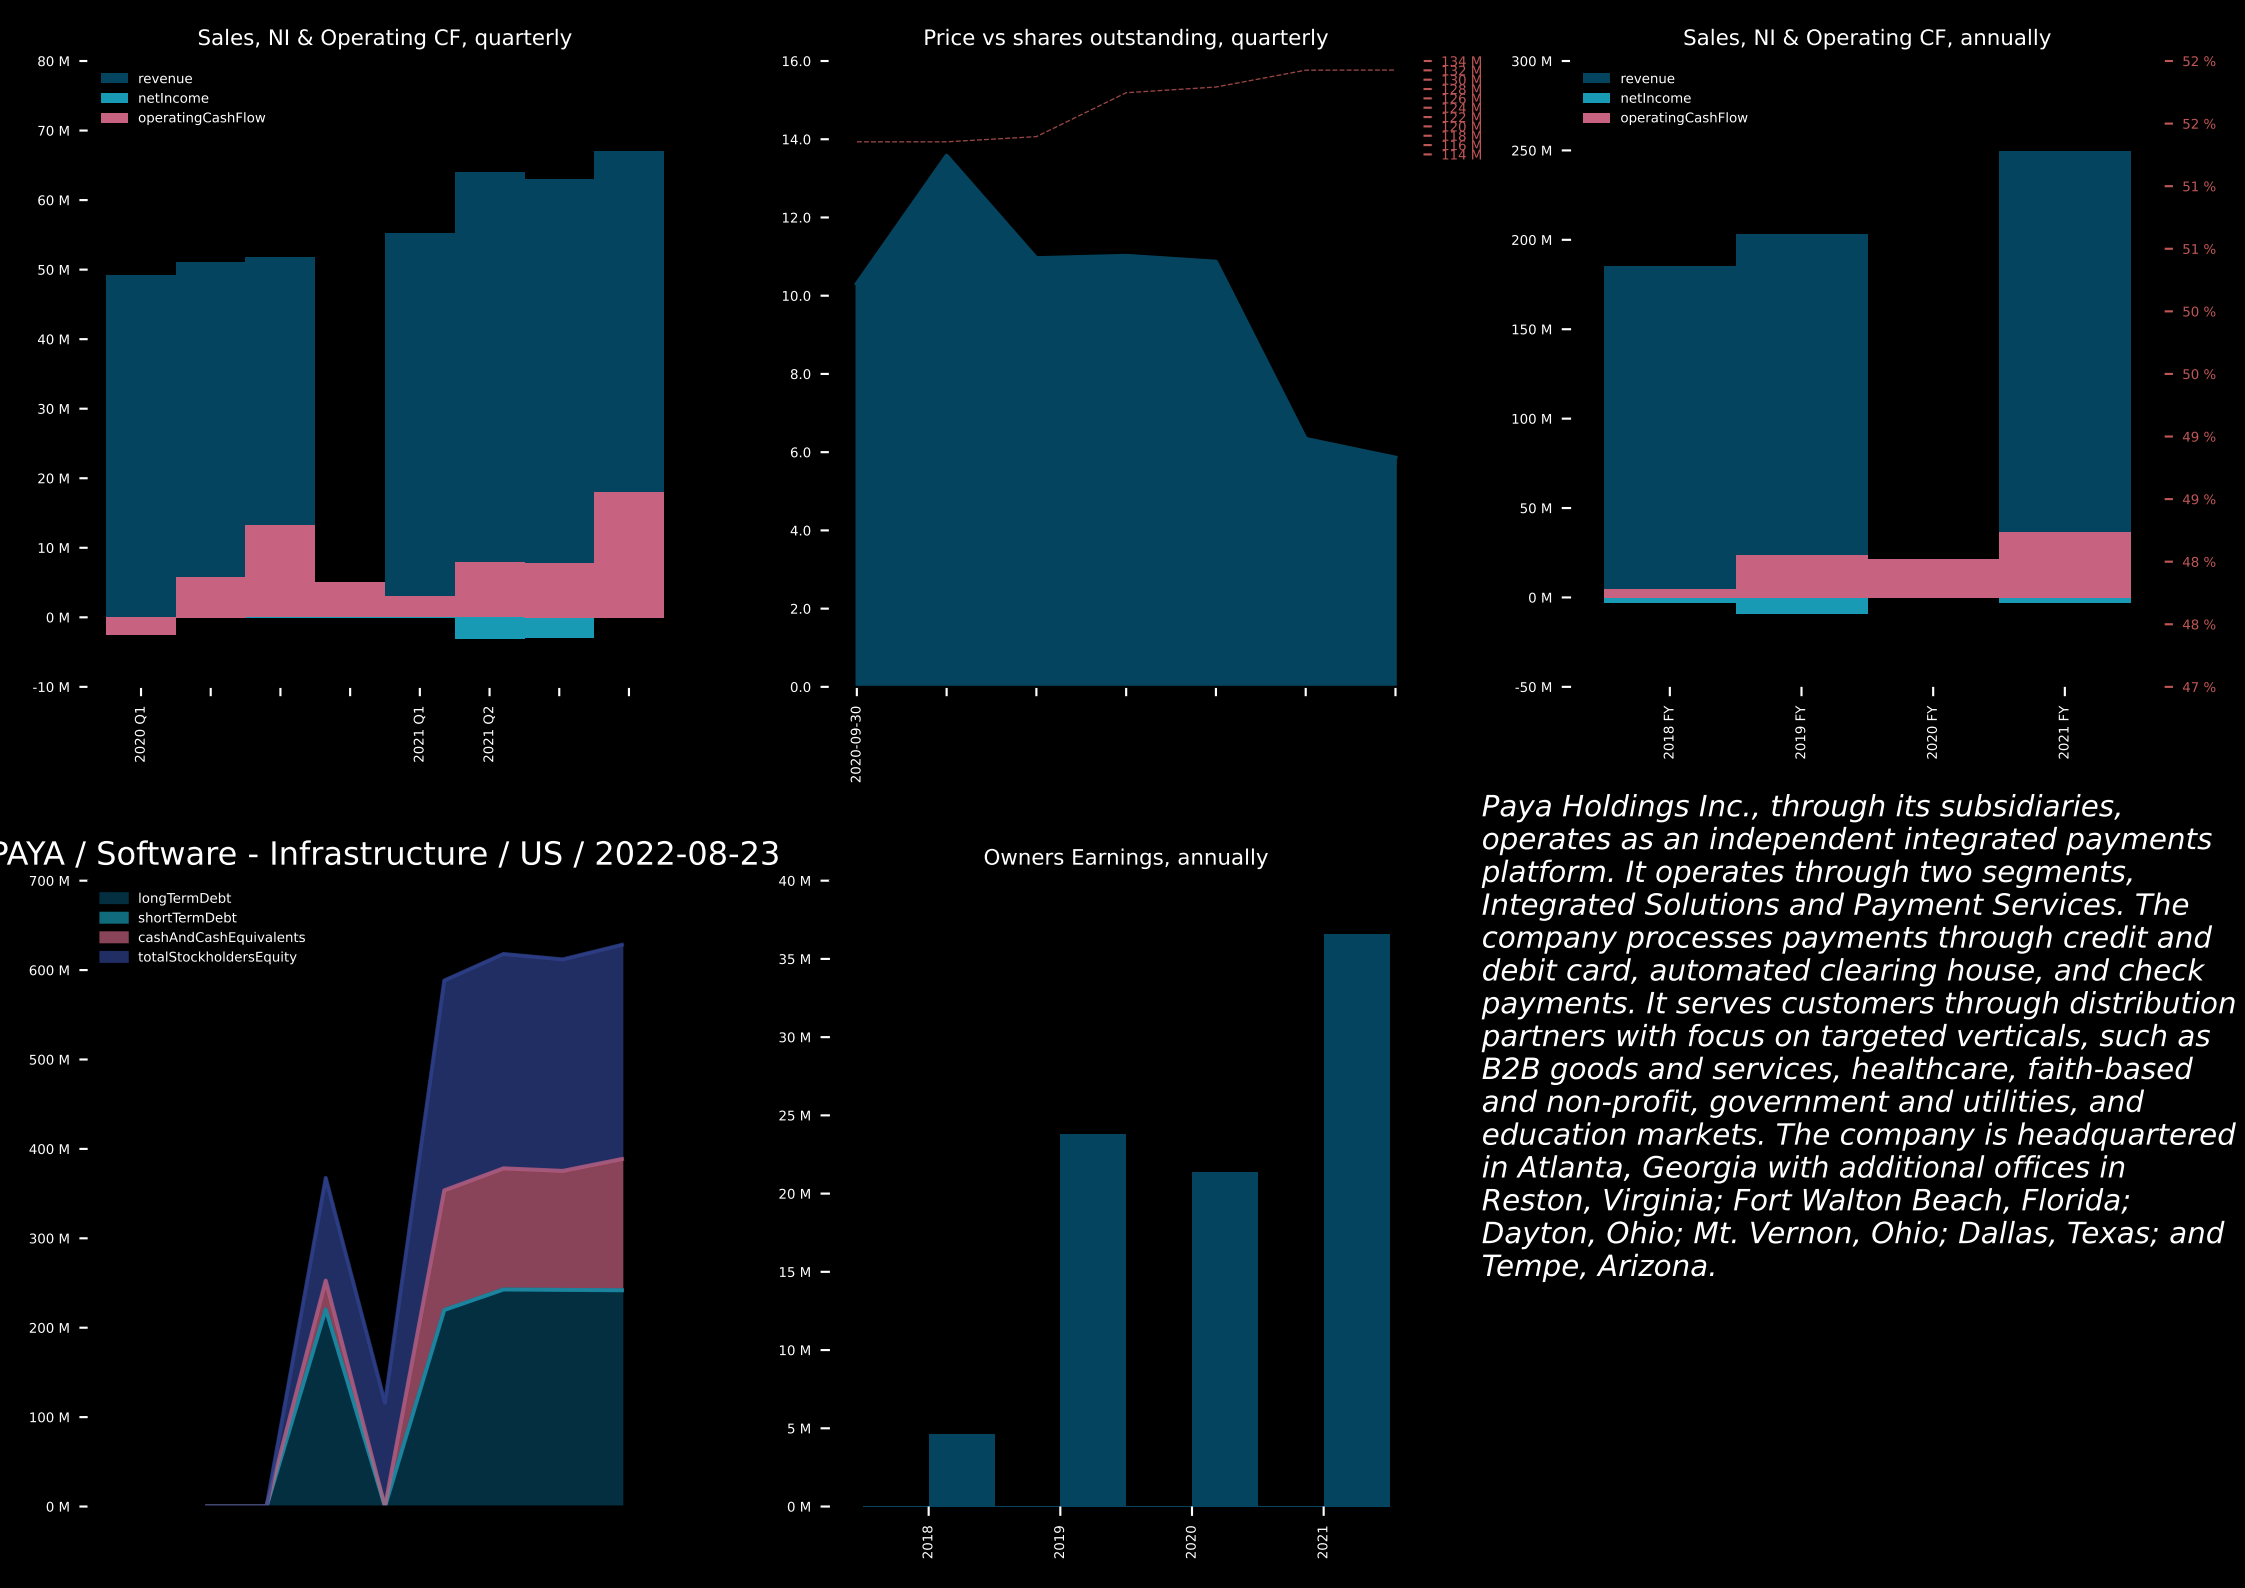 Sales, NI & Operating CF, quarterly
80 M
70 M
60 M
50 M
40 M
30 M
20 M
10 M
0 M
-10 M
revenue
netIncome
operatingCashFlow
2020 Q1
2021 Q1
2021 Q2
Price vs shares outstanding, quarterly
16.0
14.0
12.0
10.0
8.0
6.0
4.0
2.0
0.0
134 M
132 M
130 M
128 M
126 M
124 M
122 M
120 M
118 M
116 M
114 M
2020-09-30
Sales, NI & Operating CF, annually
300 M
250 M
200 M
150 M
100 M
50 M
0 M
-50 M
revenue
netIncome
operatingCashFlow
52 %
52 %
51 %
51 %
50 %
50 %
49 %
49 %
48 %
48 %
47 %
2018 FY
2019 FY
2020 FY
2021 FY
PAYA / Software - Infrastructure / US / 2022-08-23
700 M
600 M
500 M
400 M
300 M
200 M
100 M
0 M
longTermDebt
shortTermDebt
cashAndCashEquivalents
totalStockholdersEquity
Owners Earnings, annually
40 M
35 M
30 M
25 M
20 M
15 M
10 M
5 M
0 M
2018
2019
2020
2021
Paya Holdings Inc., through its subsidiaries,
operates as an independent integrated payments
platform. It operates through two segments,
Integrated Solutions and Payment Services. The
company processes payments through credit and
debit card, automated clearing house, and check
payments. It serves customers through distribution
partners with focus on targeted verticals, such as
B2B goods and services, healthcare, faith-based
and non-profit, government and utilities, and
education markets. The company is headquartered
in Atlanta, Georgia with additional offices in
Reston, Virginia; Fort Walton Beach, Florida;
Dayton, Ohio; Mt. Vernon, Ohio; Dallas, Texas; and
Tempe, Arizona.